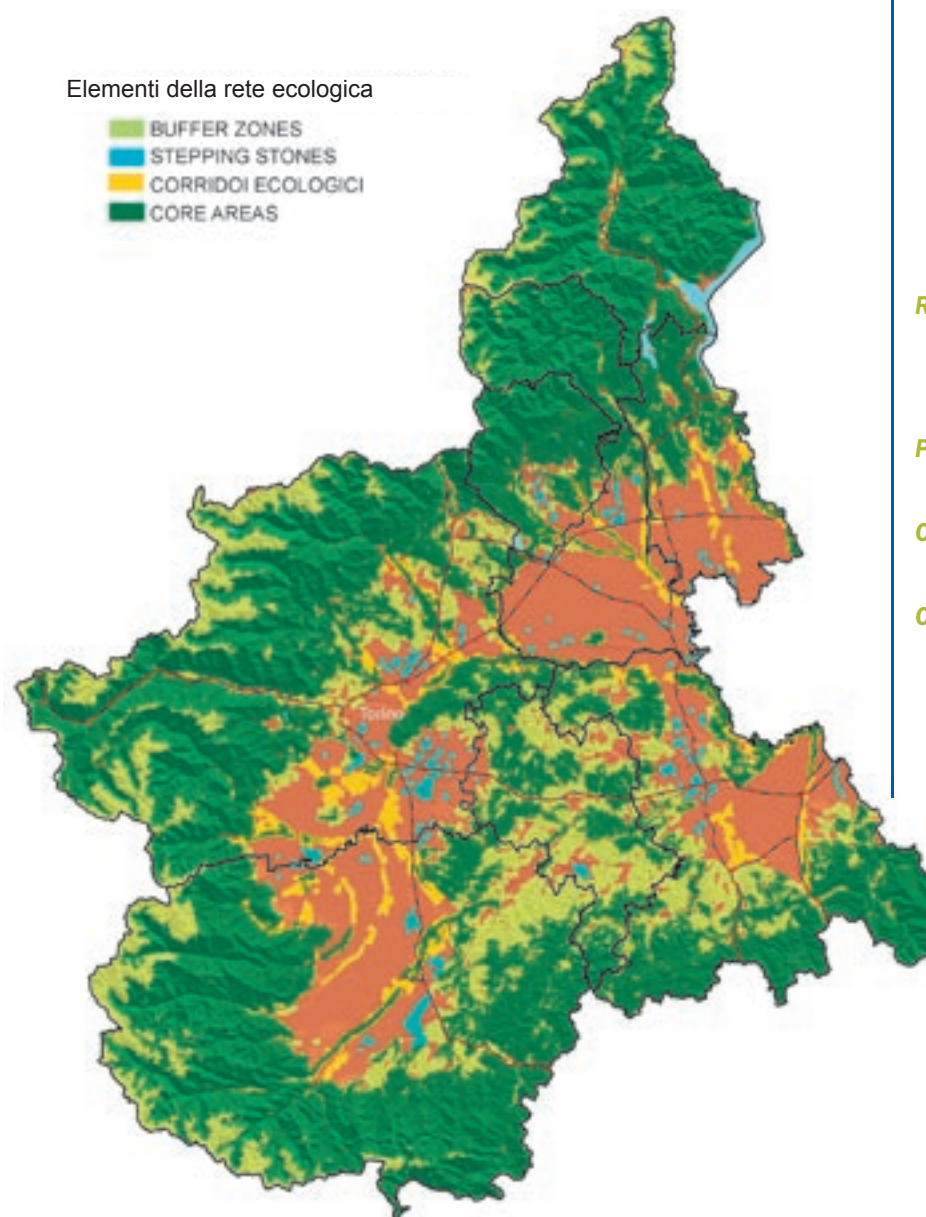 Elementi della rete ecologica
BUFFER ZONES
STEPPING STONES
CORRIDOI ECOLOGICI
CORE AREAS
Torino
R
P
C
C